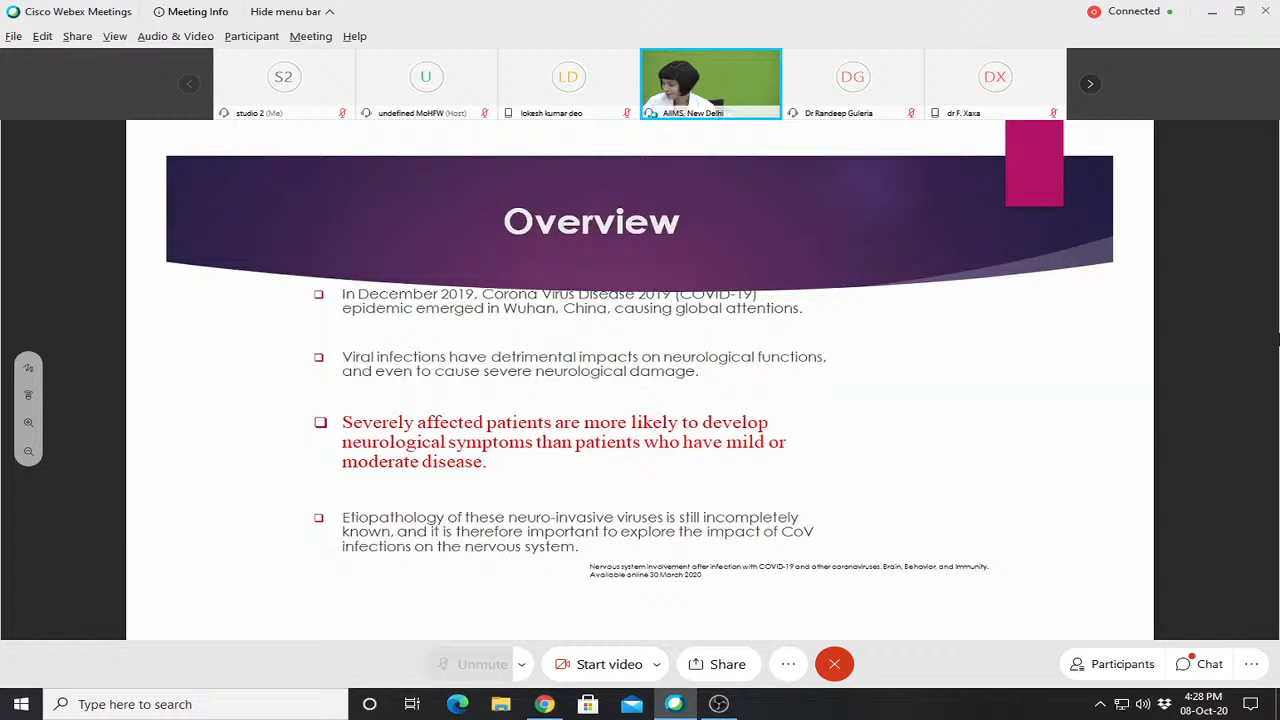 Cisco Webex Meetings
Meeting Info
Hide menu bar
Connected
File Edit Share View Audio & Video Participant Meeting Help
S2
U
LD
DG
DX
studio 2 (Me)
undefined MoHFW (Host)
lokesh kumar deo
AIIMS, New Delhi
Dr Randeep Guleria
dr F. Xaxa
Overview
In December 2019, Corona Virus Disease 2019 (COVID-19)
epidemic emerged in Wuhan, China, causing global attentions.
Viral infections have detrimental impacts on neurological functions,
and even to cause severe neurological damage.
Severely affected patients are more likely to develop
neurological symptoms than patients who have mild or
moderate disease.
Etiopathology of these neuro-invasive viruses is still incompletely
known, and it is therefore important to explore the impact of CoV
infections on the nervous system.
Nervous system involvement after infection with COVID-19 and other coronaviruses. Brain, Behavior, and Immunity.
Available online 30 March 2020
Unmute
Start video
Share
Participants
Chat
Type here to search
4:28 PM
08-Oct-20